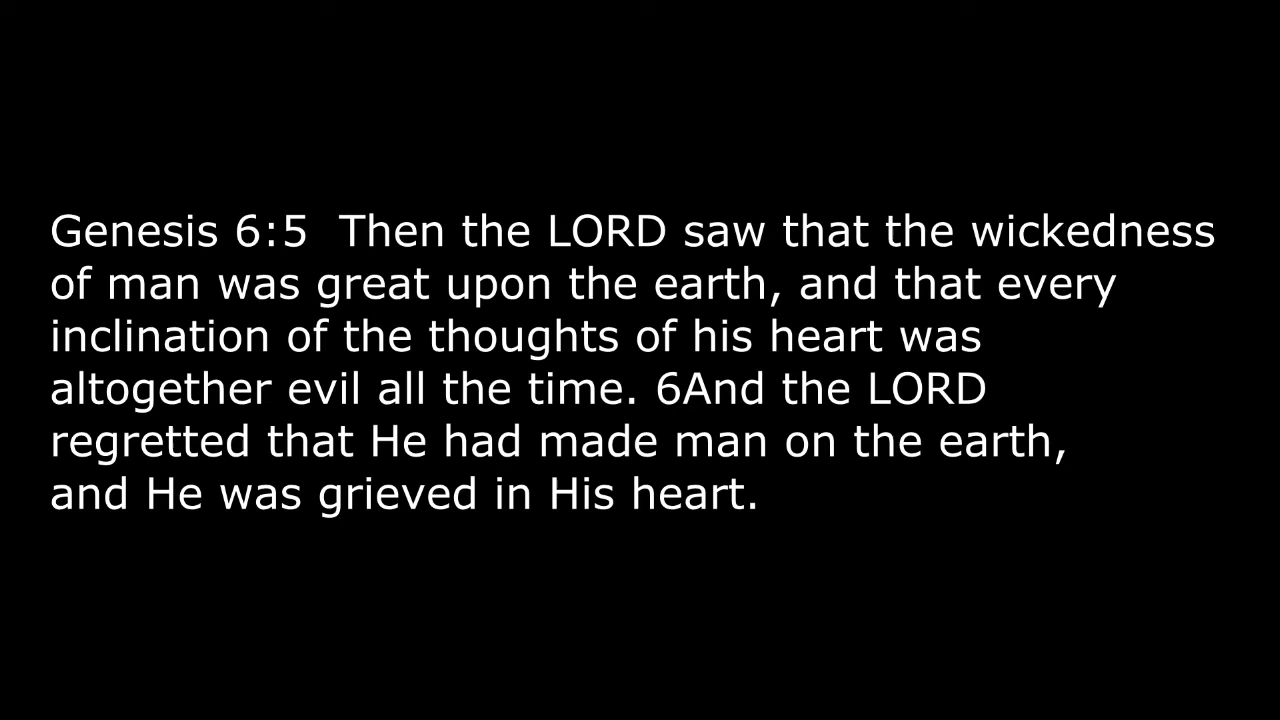 Genesis 6:5  Then the LORD saw that the wickedness
of man was great upon the earth, and that every
inclination of the thoughts of his heart was
altogether evil all the time. 6And the LORD
regretted that He had made man on the earth,
and He was grieved in His heart.